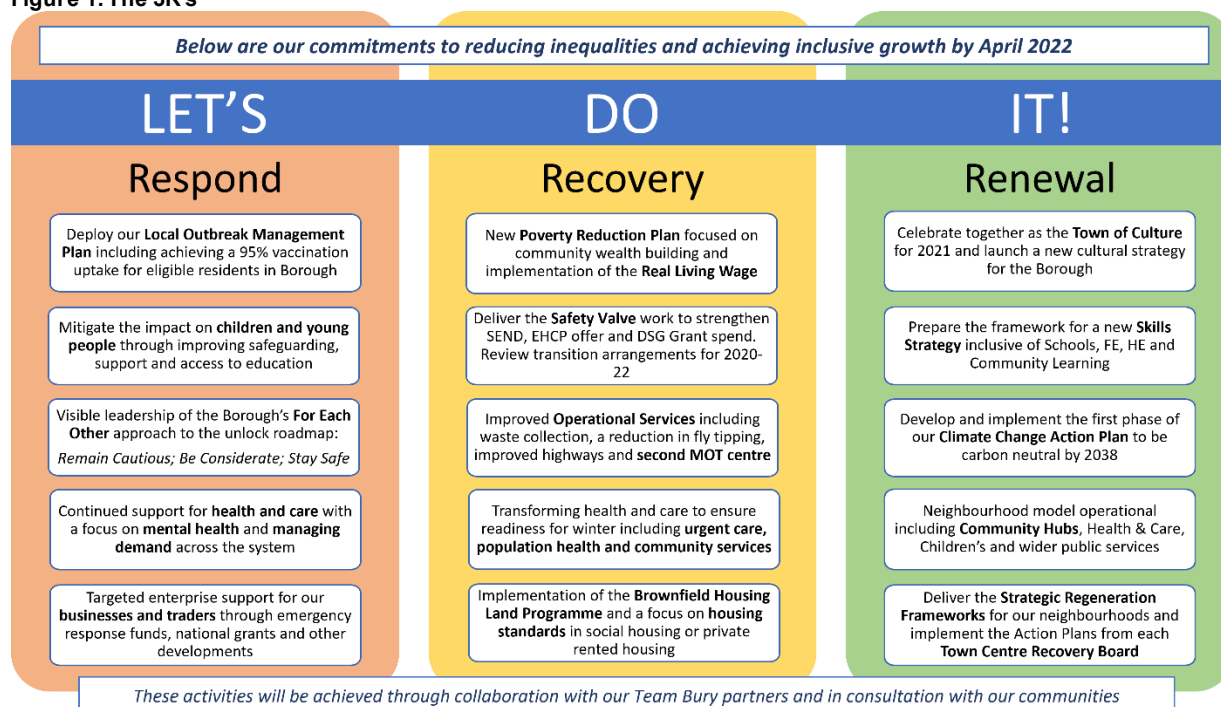 Figure 1: The 3R's
Below are our commitments to reducing inequalities and achieving inclusive growth by April 2022
LET'S
DO
IT!
Respond
Deploy our Local Outbreak Management
Plan including achieving a 95% vaccination
uptake for eligible residents in Borough
Mitigate the impact on children and young
people through improving safeguarding,
support and access to education
Visible leadership of the Borough's For Each
Other approach to the unlock roadmap:
Remain Cautious; Be Considerate; Stay Safe
Continued support for health and care with
a focus on mental health and managing
demand across the system
Targeted enterprise support for our
businesses and traders through emergency
response funds, national grants and other
developments
Recovery
New Poverty Reduction Plan focused on
community wealth building and
implementation of the Real Living Wage
Deliver the Safety Valve work to strengthen
SEND, EHCP offer and DSG Grant spend.
Review transition arrangements for 2020-
22
Improved Operational Services including
waste collection, a reduction in fly tipping,
improved highways and second MOT centre
Transforming health and care to ensure
readiness for winter including urgent care,
population health and community services
Implementation of the Brownfield Housing
Land Programme and a focus on housing
standards in social housing or private
rented housing
Renewal
Celebrate together as the Town of Culture
for 2021 and launch a new cultural strategy
for the Borough
Prepare the framework for a new Skills
Strategy inclusive of Schools, FE, HE and
Community Learning
Develop and implement the first phase of
our Climate Change Action Plan to be
carbon neutral by 2038
Neighbourhood model operational
including Community Hubs, Health & Care,
Children's and wider public services
Deliver the Strategic Regeneration
Frameworks for our neighbourhoods and
implement the Action Plans from each
Town Centre Recovery Board
These activities will be achieved through collaboration with our Team Bury partners and in consultation with our communities